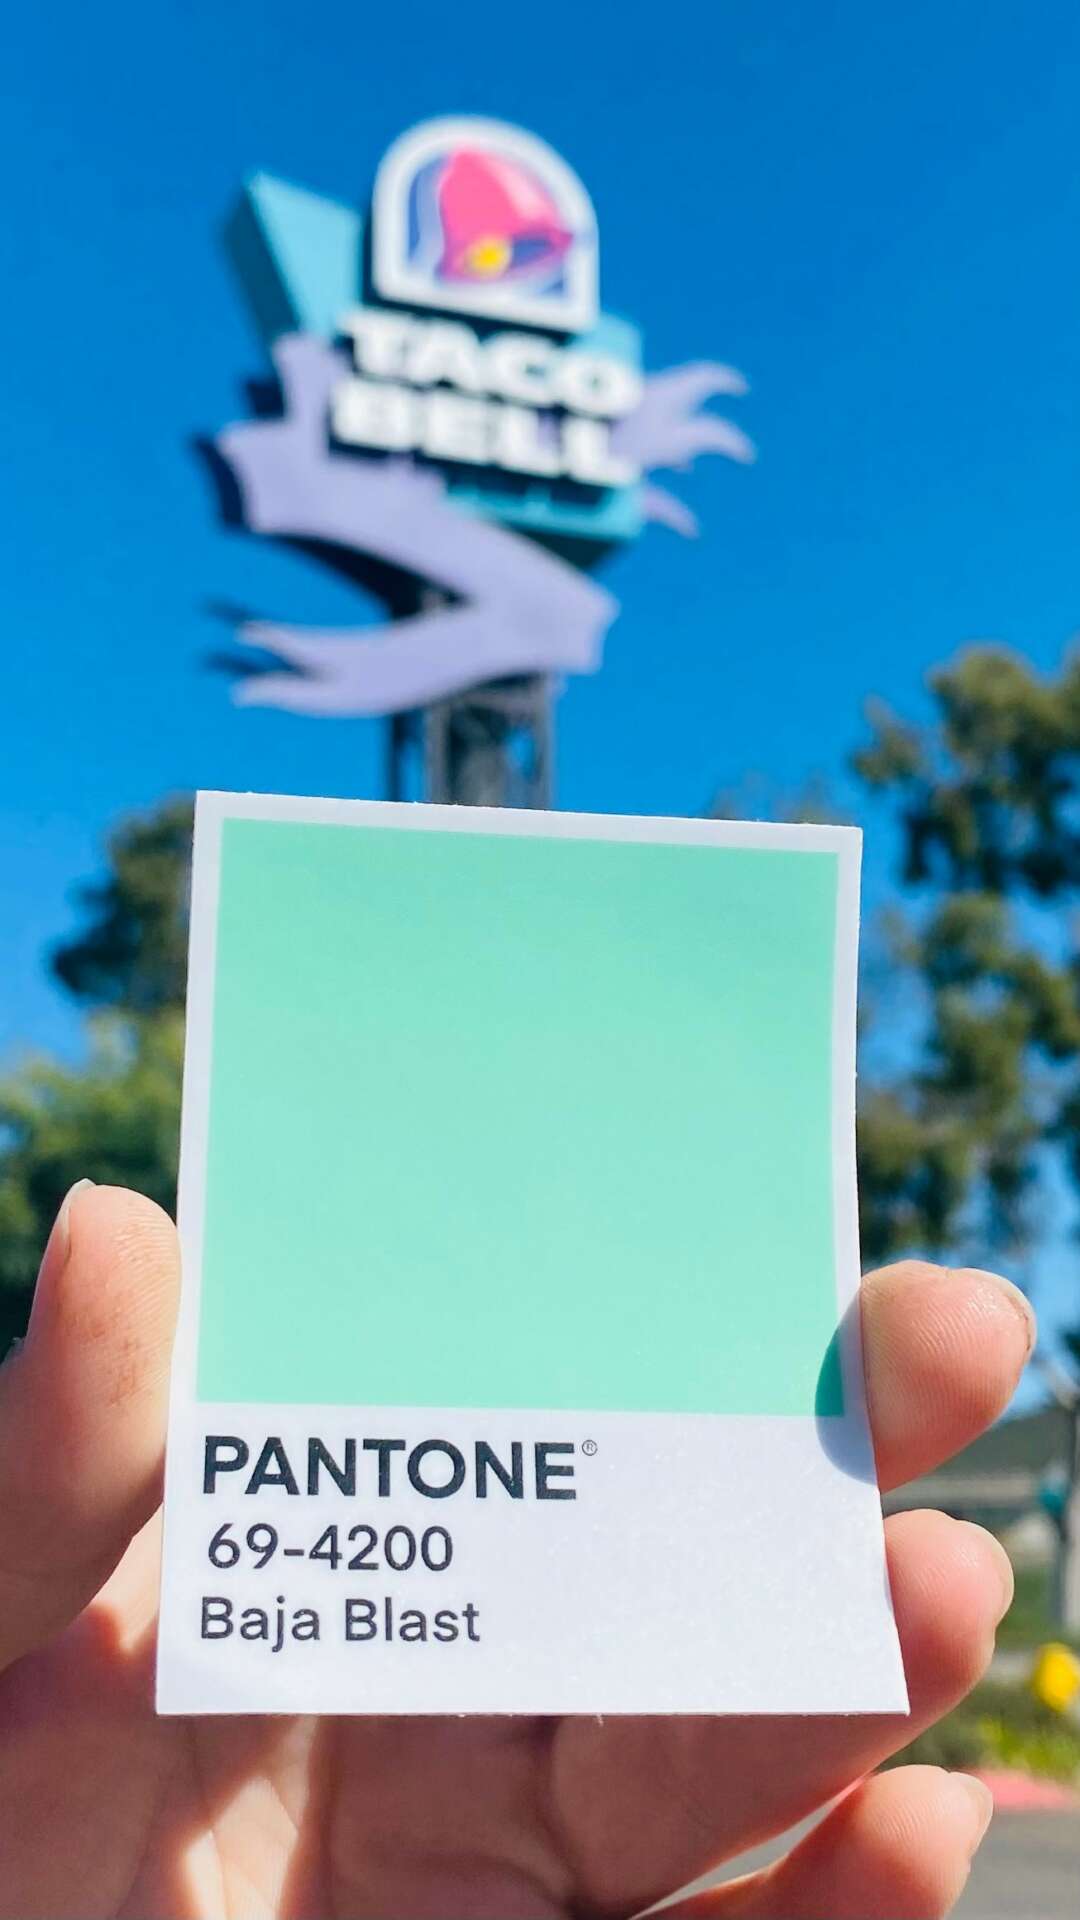 TACO
BELL
PANTONE®
69-4200
Baja Blast